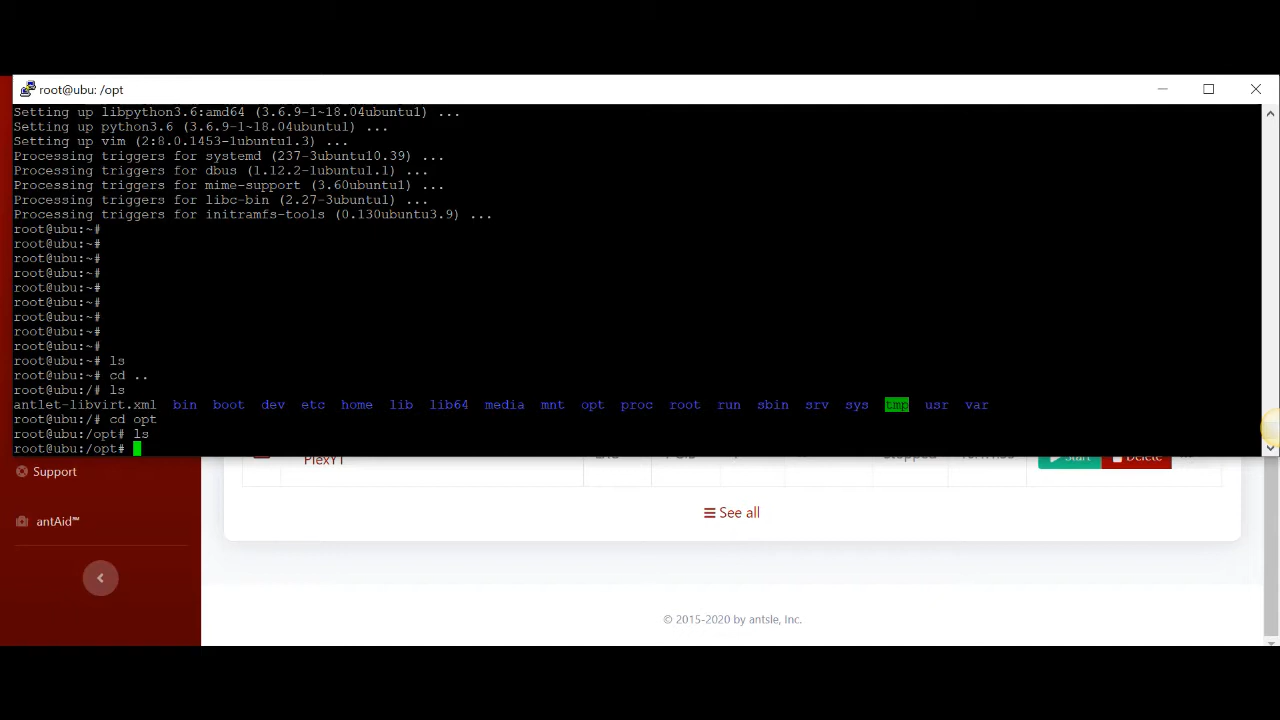 root@ubu: /opt
Setting up libpython3.6:amd64 (3.6.9-1~18.04ubuntu1) ...
Setting up python3.6 (3.6.9-1~18.04ubuntu1) ...
Setting up vim (2:8.0.1453-1ubuntu1.3) ...
Processing triggers for systemd (237-3ubuntu10.39) ...
Processing triggers for dbus (1.12.2-1ubuntu1.1) ...
Processing triggers for mime-support (3.60ubuntu1) ...
Processing triggers for libc-bin (2.27-3ubuntu1) ...
Processing triggers for initramfs-tools (0.130ubuntu3.9) ...
root@ubu:~#
root@ubu:~#
root@ubu:~#
root@ubu:~#
root@ubu:~#
root@ubu:~#
root@ubu:~#
root@ubu:~#
root@ubu:~#
root@ubu:~# ls
root@ubu:~# cd ..
root@ubu:/# ls
antlet-libvirt.xml bin boot dev etc home lib lib64 media mnt opt proc root run sbin srv sys tmp usr var
root@ubu:/# cd opt
root@ubu:/opt# ls
root@ubu:/opt#
PlexYT Start Delete
Support
See all
antAid™
© 2015-2020 by antsle, Inc.